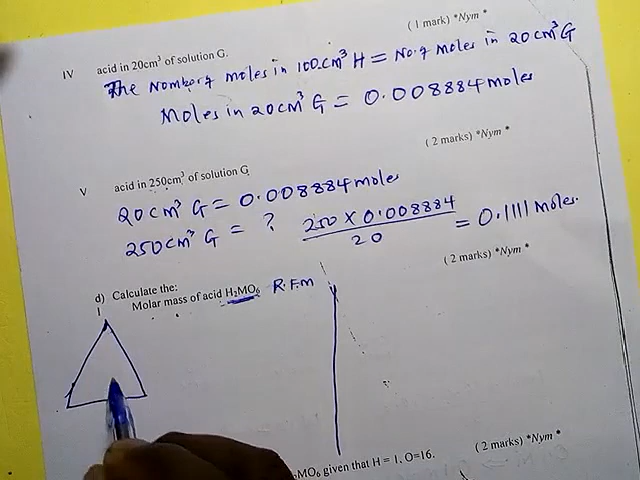 ( 1 mark) *Nym *
IV acid in 20cm³ of solution G.
The Nomber of moles in 100cm³ H = No. of moles in 20cm³ G
Moles in 20cm³ G = 0.008884 moles
( 2 marks) *Nym *
V acid in 250cm³ of solution G
20cm³ G = 0.008884 moles
250cm³ G = ? 250 X 0.008884 / 20 = 0.1111 moles.
( 2 marks) *Nym *
d) Calculate the:
I Molar mass of acid H₂MO₆ R.F.M
MO₆ given that H = 1, O=16. ( 2 marks) *Nym *